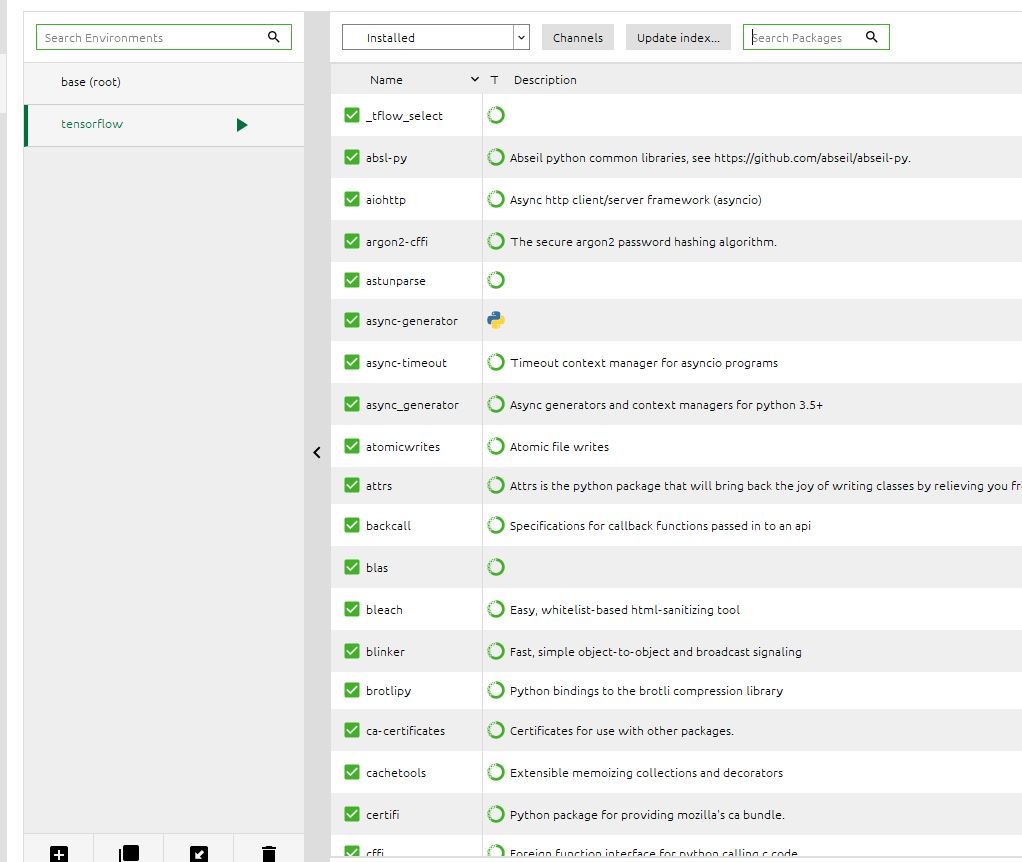 Search Environments
Installed
Channels
Update index...
Search Packages
base (root)
tensorflow
Name T Description
_tflow_select
absl-py Abseil python common libraries, see https://github.com/abseil/abseil-py.
aiohttp Async http client/server framework (asyncio)
argon2-cffi The secure argon2 password hashing algorithm.
astunparse
async-generator
async-timeout Timeout context manager for asyncio programs
async_generator Async generators and context managers for python 3.5+
atomicwrites Atomic file writes
attrs Attrs is the python package that will bring back the joy of writing classes by relieving you fr
backcall Specifications for callback functions passed in to an api
blas
bleach Easy, whitelist-based html-sanitizing tool
blinker Fast, simple object-to-object and broadcast signaling
brotlipy Python bindings to the brotli compression library
ca-certificates Certificates for use with other packages.
cachetools Extensible memoizing collections and decorators
certifi Python package for providing mozilla's ca bundle.
cffi Foreign function interface for python calling c code.